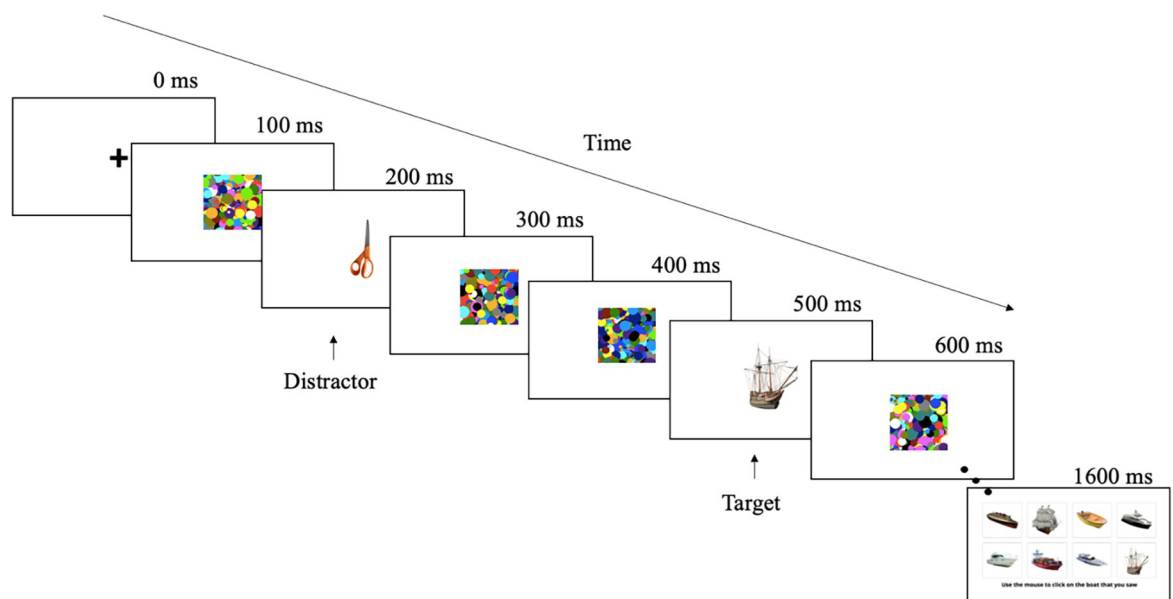 0 ms
100 ms
200 ms
300 ms
400 ms
500 ms
600 ms
1600 ms
Time
Distractor
Target
Use the mouse to click on the boat that you saw